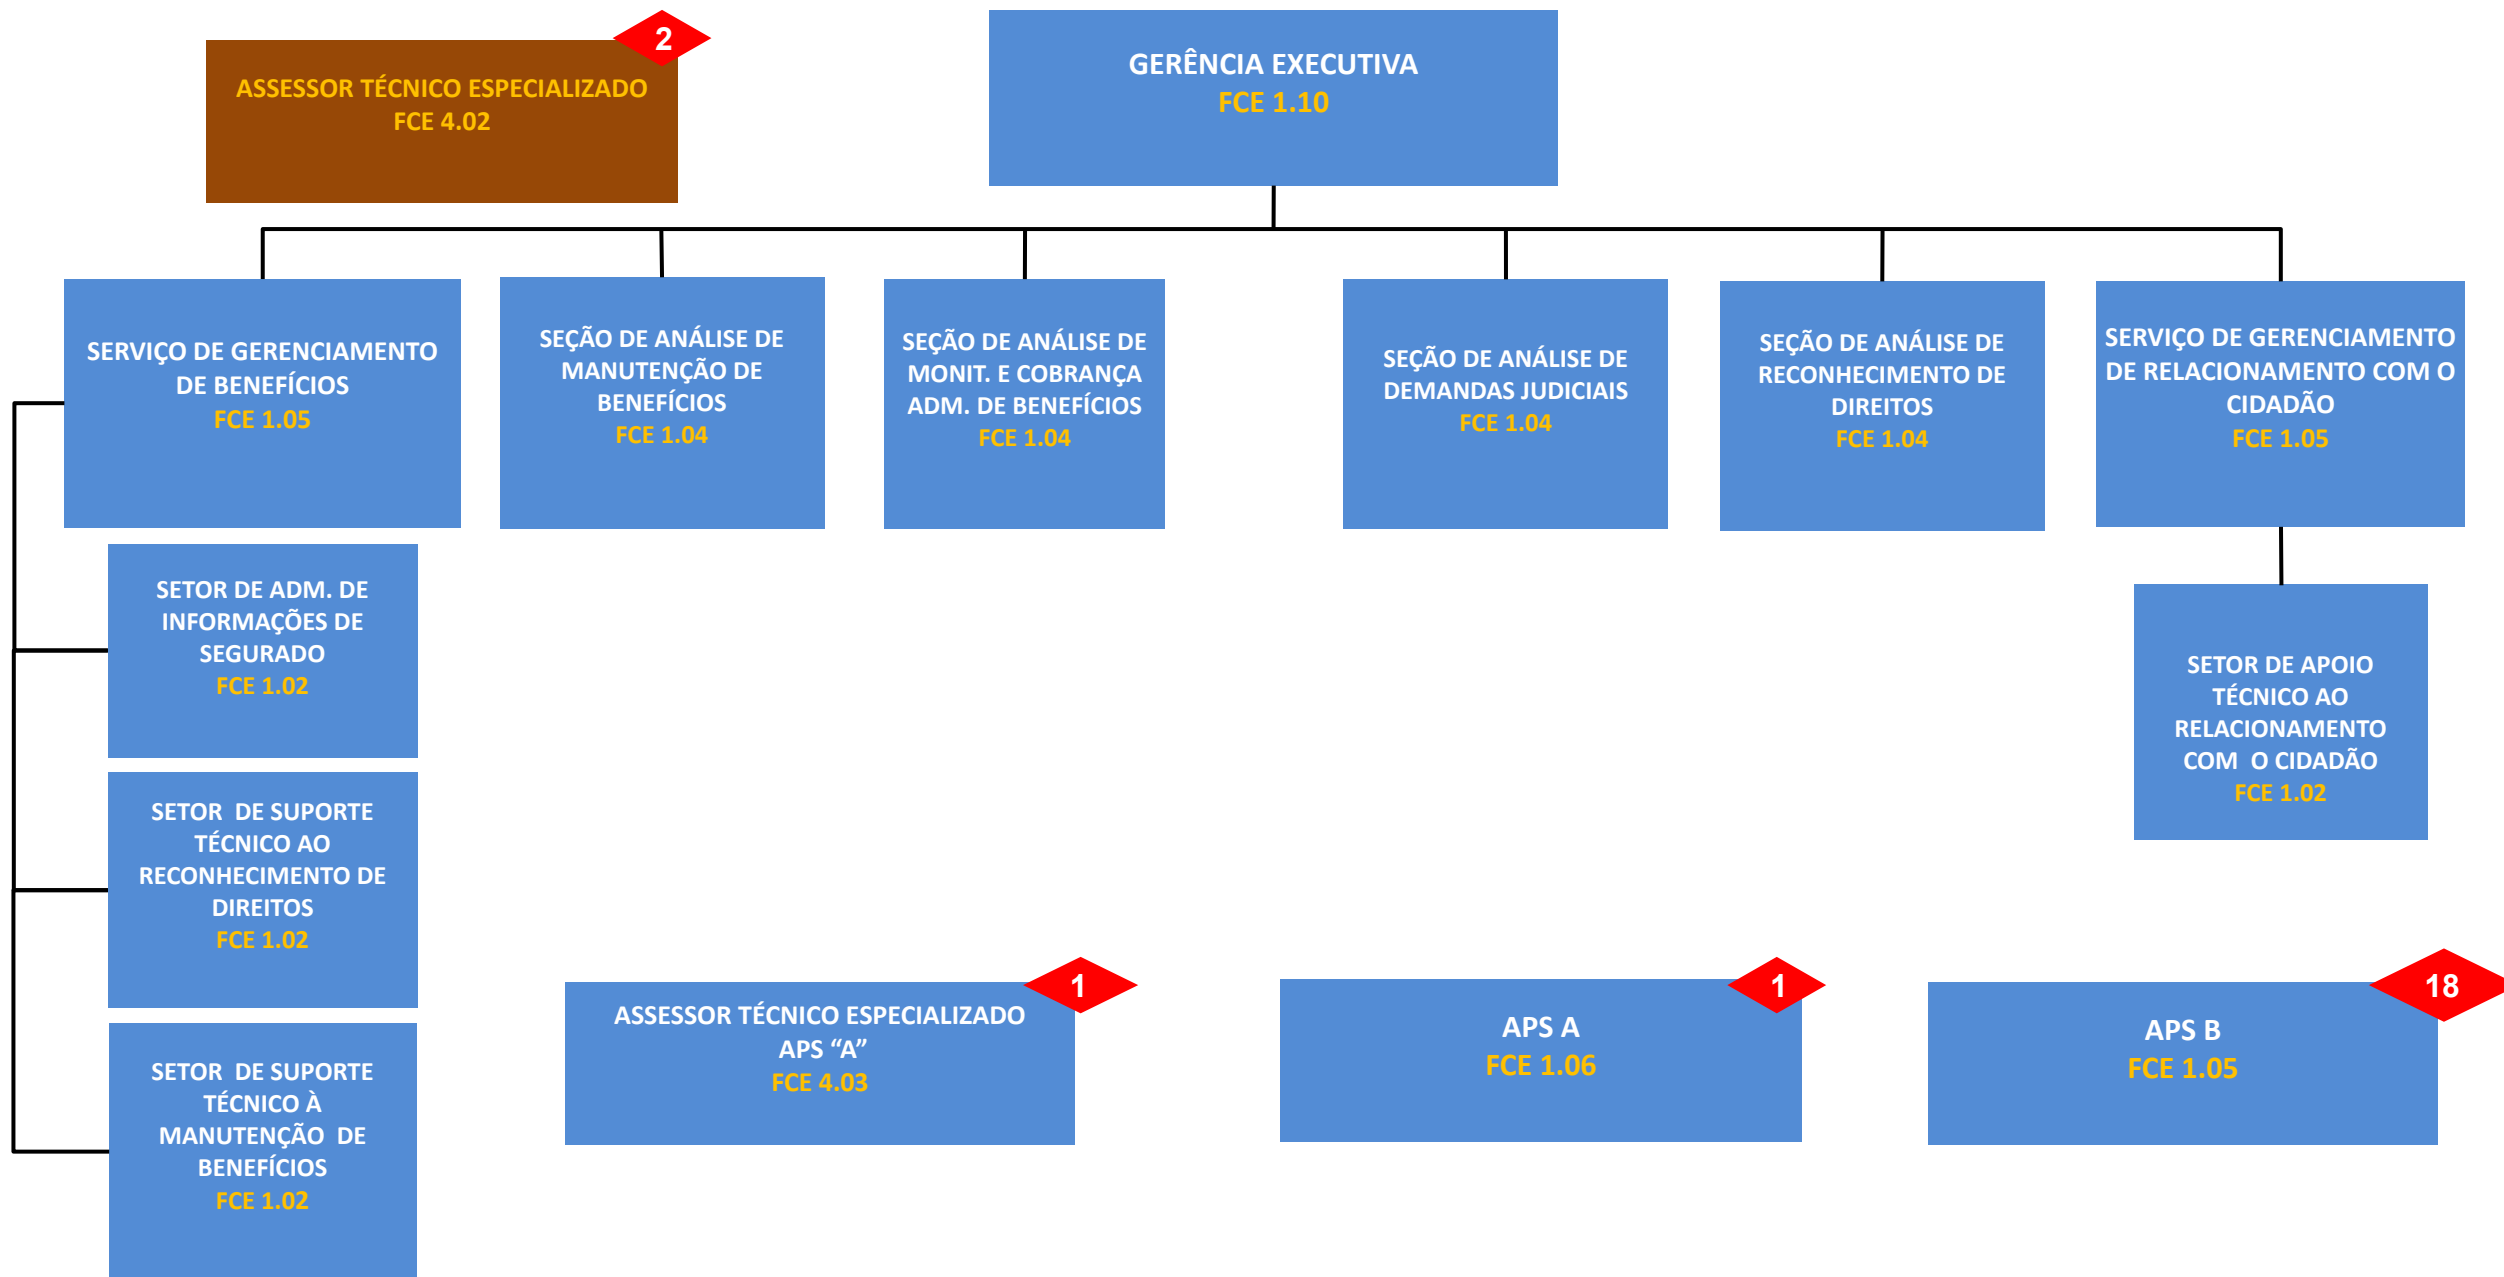 2
ASSESSOR TÉCNICO ESPECIALIZADO
FCE 4.02
GERÊNCIA EXECUTIVA
FCE 1.10
SERVIÇO DE GERENCIAMENTO
DE BENEFÍCIOS
FCE 1.05
SEÇÃO DE ANÁLISE DE
MANUTENÇÃO DE
BENEFÍCIOS
FCE 1.04
SEÇÃO DE ANÁLISE DE
MONIT. E COBRANÇA
ADM. DE BENEFÍCIOS
FCE 1.04
SEÇÃO DE ANÁLISE DE
DEMANDAS JUDICIAIS
FCE 1.04
SEÇÃO DE ANÁLISE DE
RECONHECIMENTO DE
DIREITOS
FCE 1.04
SERVIÇO DE GERENCIAMENTO
DE RELACIONAMENTO COM O
CIDADÃO
FCE 1.05
SETOR DE ADM. DE
INFORMAÇÕES DE
SEGURADO
FCE 1.02
SETOR DE APOIO
TÉCNICO AO
RELACIONAMENTO
COM O CIDADÃO
FCE 1.02
SETOR DE SUPORTE
TÉCNICO AO
RECONHECIMENTO DE
DIREITOS
FCE 1.02
SETOR DE SUPORTE
TÉCNICO À
MANUTENÇÃO DE
BENEFÍCIOS
FCE 1.02
1
ASSESSOR TÉCNICO ESPECIALIZADO
APS “A”
FCE 4.03
1
APS A
FCE 1.06
18
APS B
FCE 1.05